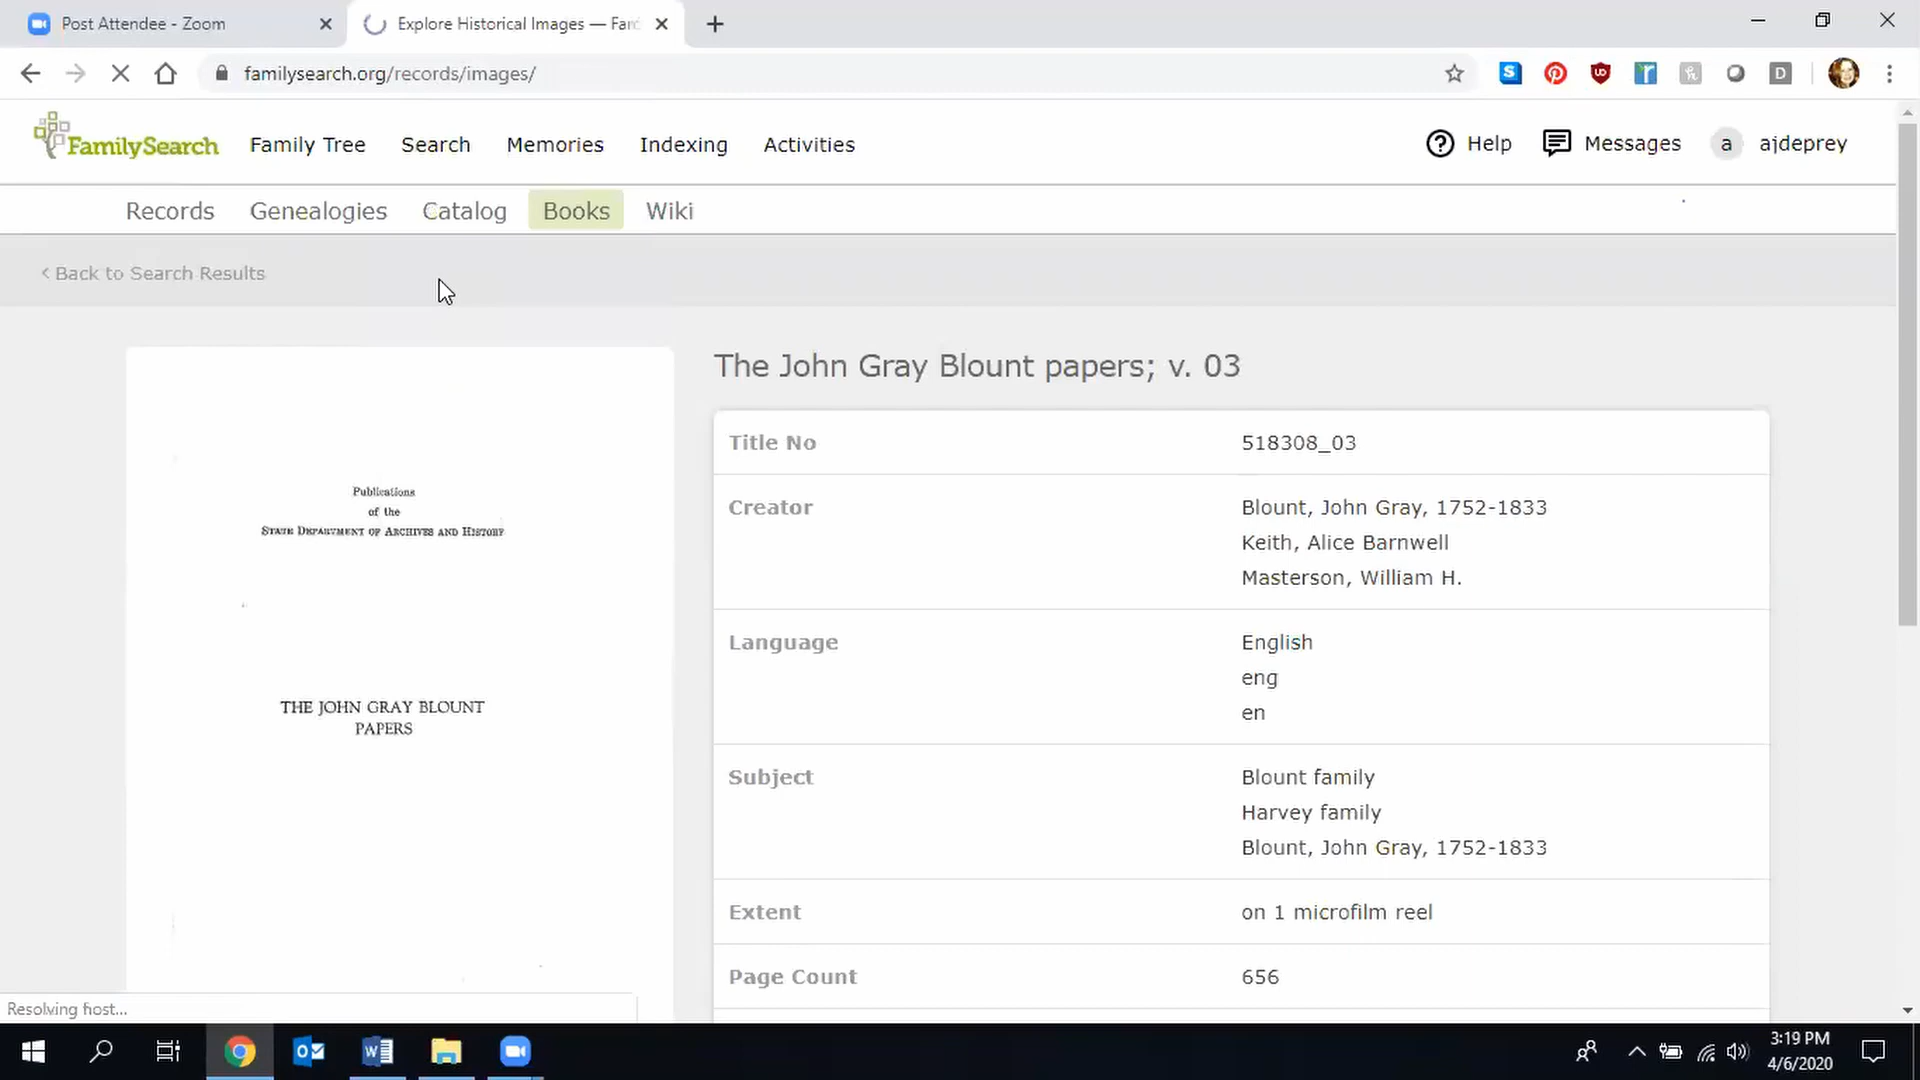 Post Attendee - Zoom
Explore Historical Images — Fam
familysearch.org/records/images/
FamilySearch
Family Tree
Search
Memories
Indexing
Activities
Help
Messages
a
ajdeprey
Records
Genealogies
Catalog
Books
Wiki
< Back to Search Results
Publications
of the
STATE DEPARTMENT OF ARCHIVES AND HISTORY
THE JOHN GRAY BLOUNT
PAPERS
The John Gray Blount papers; v. 03
Title No
518308_03
Creator
Blount, John Gray, 1752-1833
Keith, Alice Barnwell
Masterson, William H.
Language
English
eng
en
Subject
Blount family
Harvey family
Blount, John Gray, 1752-1833
Extent
on 1 microfilm reel
Page Count
656
Resolving host...
3:19 PM
4/6/2020